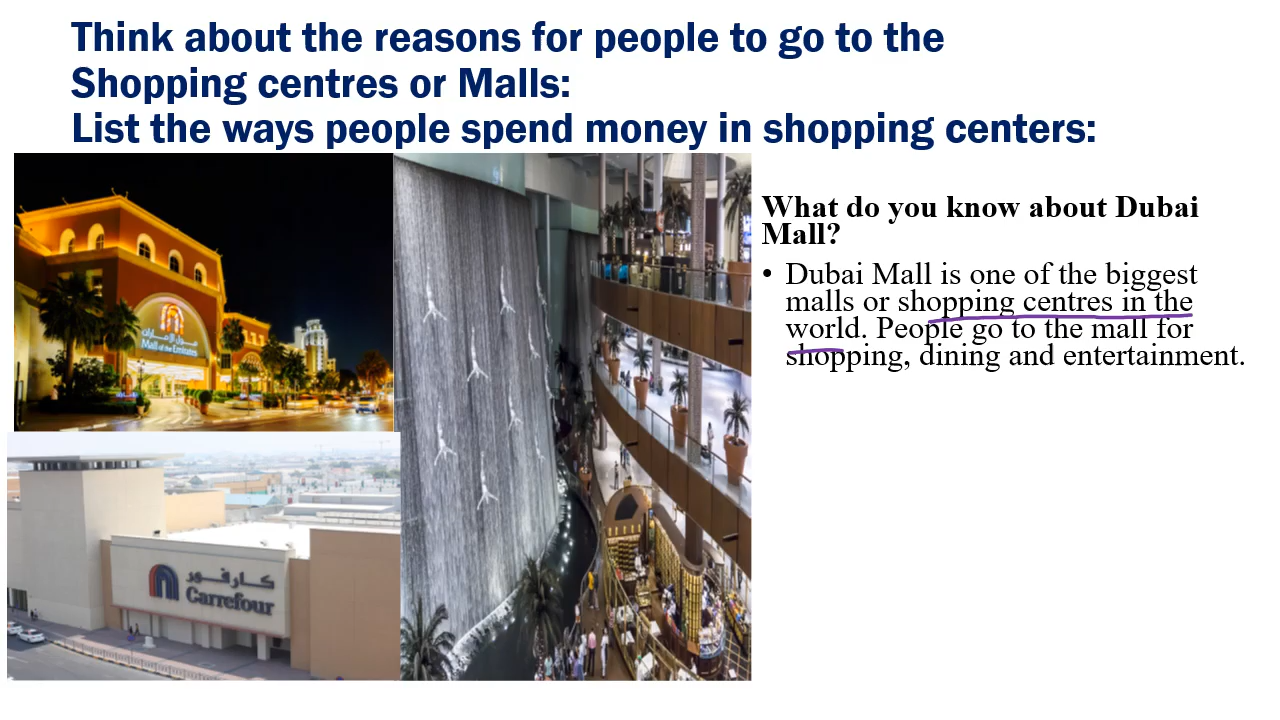 Think about the reasons for people to go to the
Shopping centres or Malls:
List the ways people spend money in shopping centers:
What do you know about Dubai
Mall?
• Dubai Mall is one of the biggest
malls or shopping centres in the
world. People go to the mall for
shopping, dining and entertainment.
مول الإمارات
Mall of the Emirates
كارفور
Carrefour